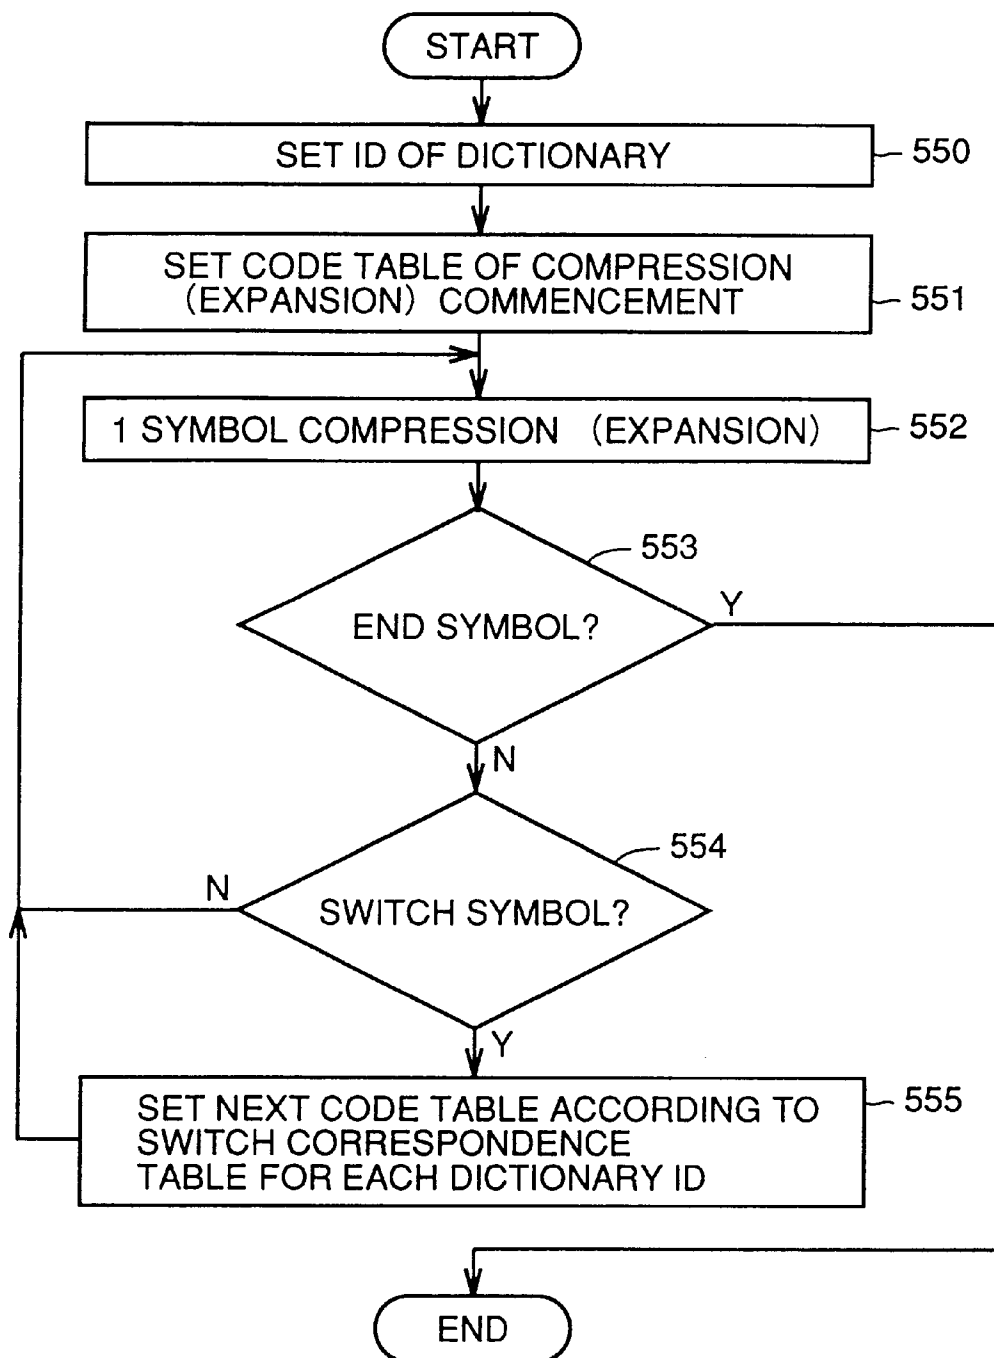 START
SET ID OF DICTIONARY
550
SET CODE TABLE OF COMPRESSION
(EXPANSION) COMMENCEMENT
551
1 SYMBOL COMPRESSION (EXPANSION)
552
553
END SYMBOL?
Y
N
554
N
SWITCH SYMBOL?
Y
SET NEXT CODE TABLE ACCORDING TO
SWITCH CORRESPONDENCE
TABLE FOR EACH DICTIONARY ID
555
END